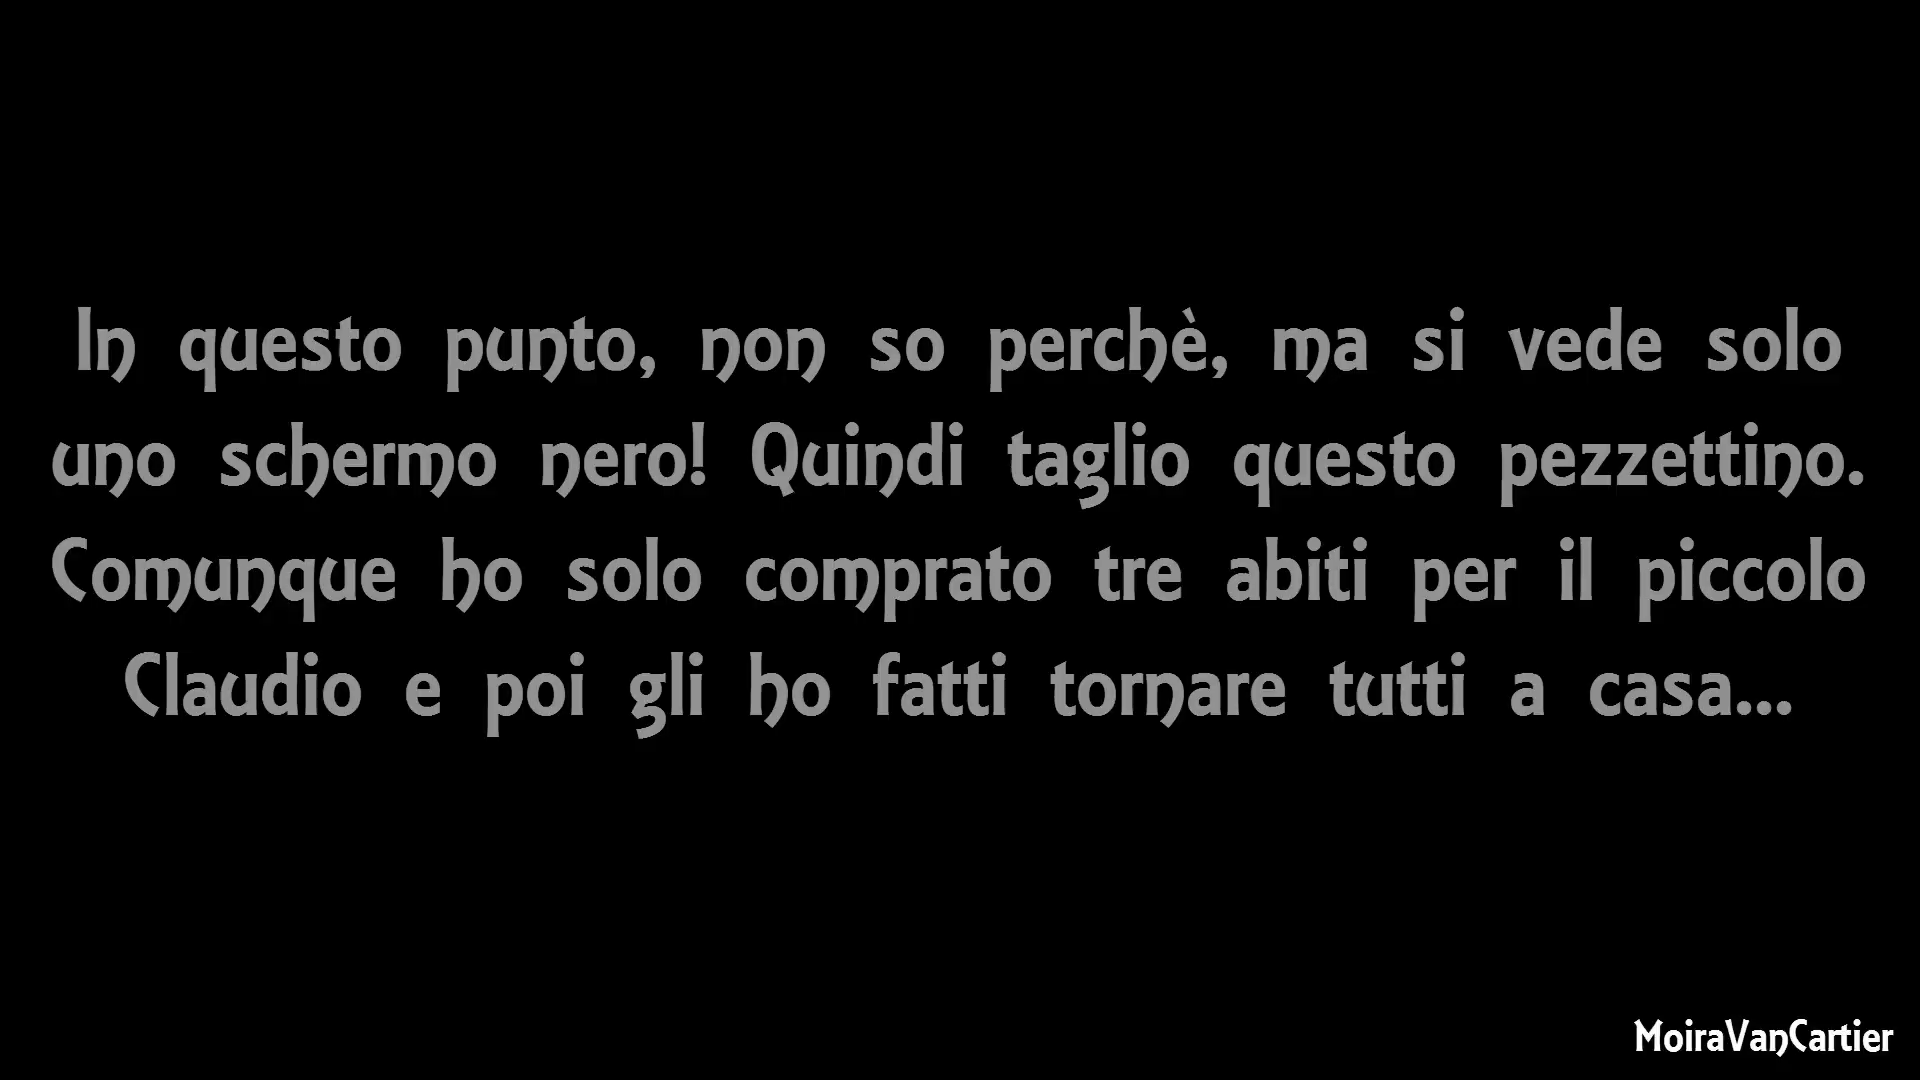 In questo punto, non so perchè, ma si vede solo
uno schermo nero! Quindi taglio questo pezzettino.
Comunque ho solo comprato tre abiti per il piccolo
Claudio e poi gli ho fatti tornare tutti a casa...
MoiraVanCartier